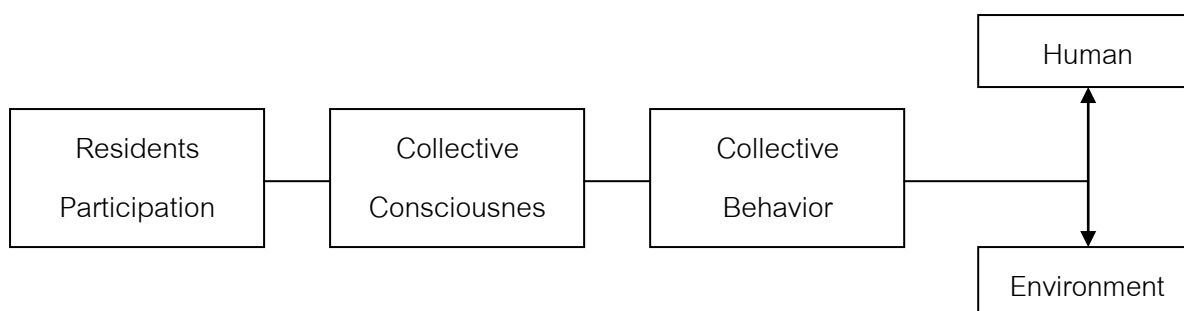 Human
Residents
Participation
Collective
Consciousnes
Collective
Behavior
Environment